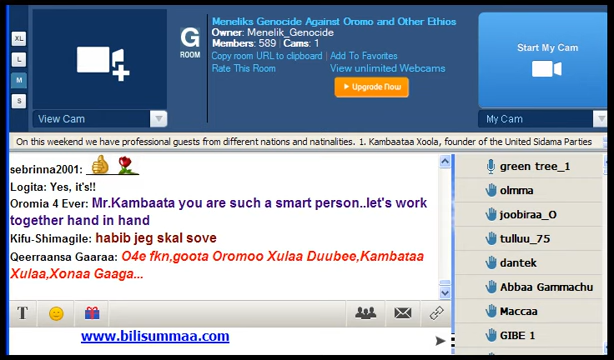 Meneliks Genocide Against Oromo and Other Ethios
Owner: Menelik_Genocide
Members: 589 | Cams: 1
Copy room URL to clipboard | Add To Favorites
Rate This Room View unlimited Webcams
Upgrade Now
G
ROOM
XL
L
M
S
View Cam
Start My Cam
My Cam
On this weekend we have professional guests from different nations and natinalities. 1. Kambaataa Xoola, founder of the United Sidama Parties
sebrinna2001:
Logita: Yes, it's!!
Oromia 4 Ever: Mr.Kambaata you are such a smart person..let's work
together hand in hand
Kifu-Shimagile: habib jeg skal sove
Qeerraansa Gaaraa: O4e fkn,goota Oromoo Xulaa Duubee,Kambataa
Xulaa,Xonaa Gaaga...
T
www.bilisummaa.com
green tree_1
olmma
joobiraa_O
tulluu_75
dantek
Abbaa Gammachu
Maccaa
GIBE 1